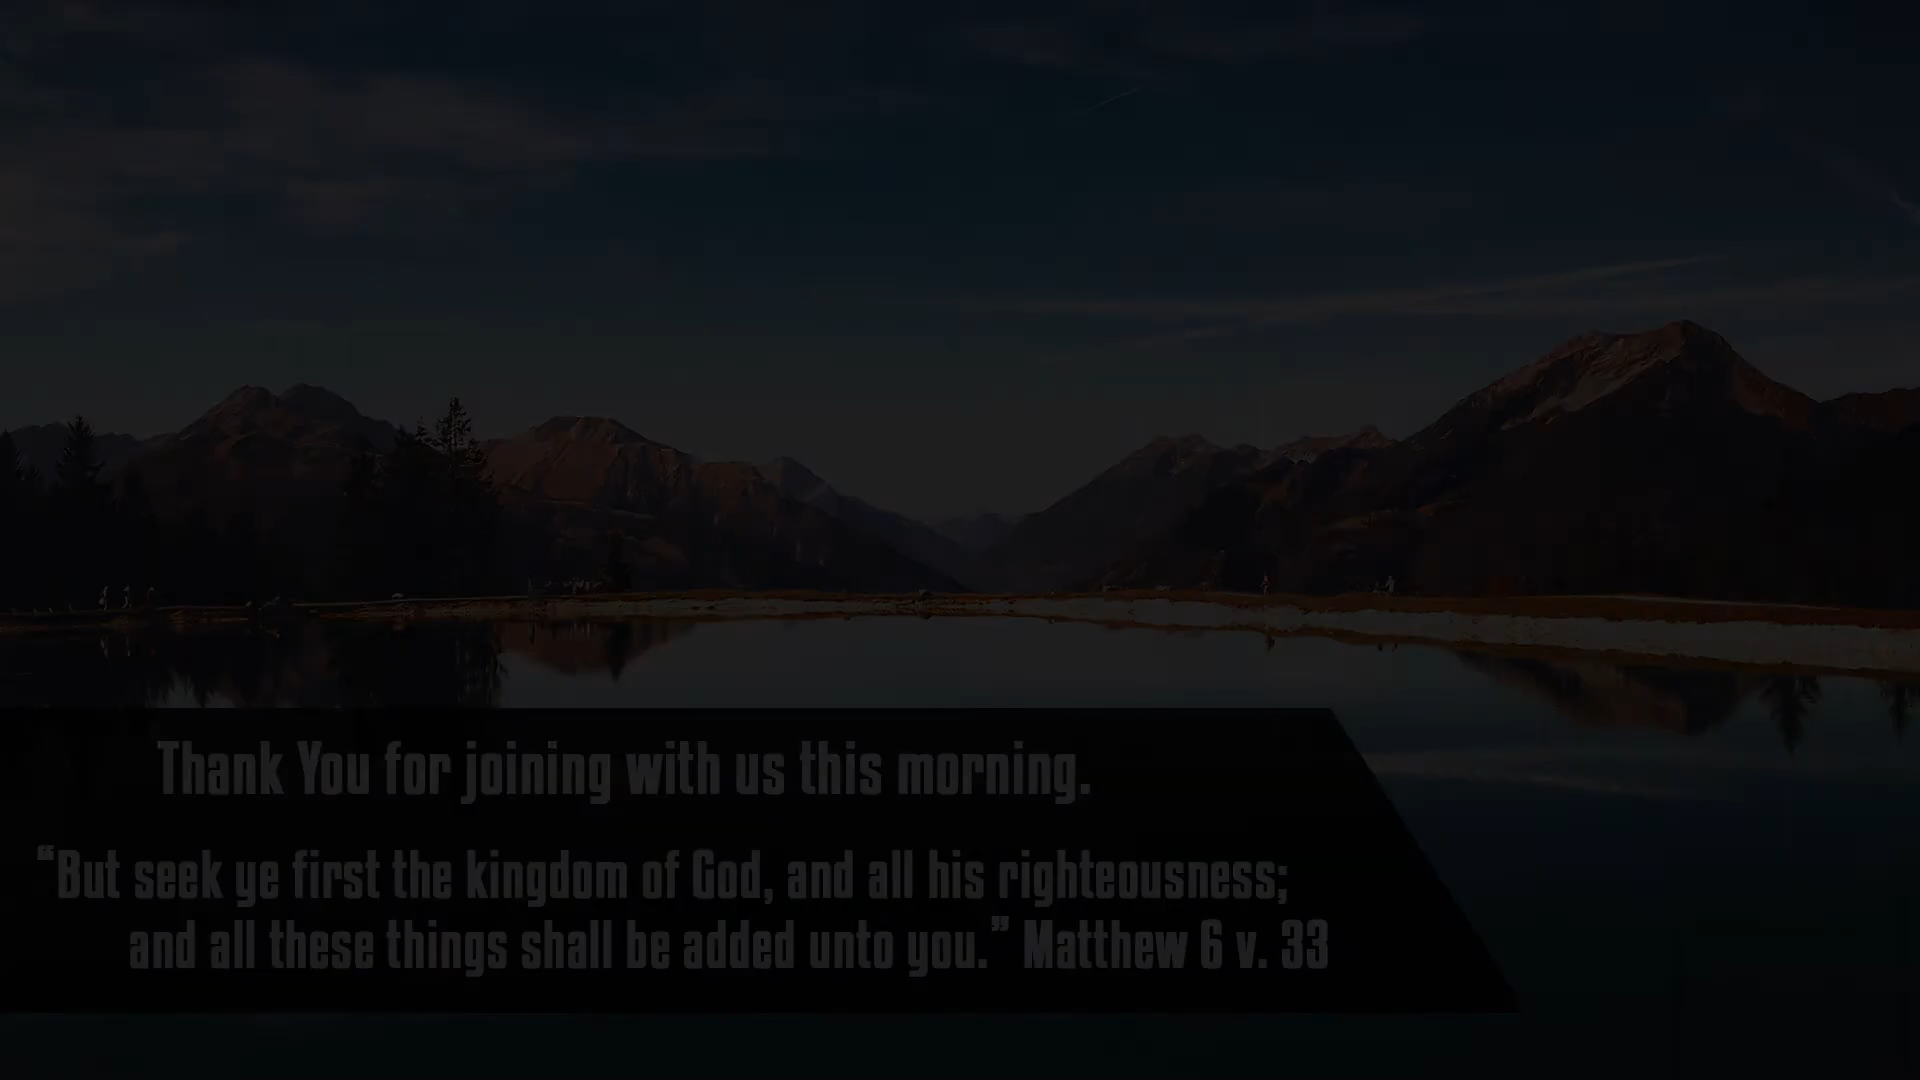 Thank You for joining with us this morning.
“But seek ye first the kingdom of God, and all his righteousness;
and all these things shall be added unto you.” Matthew 6 v. 33